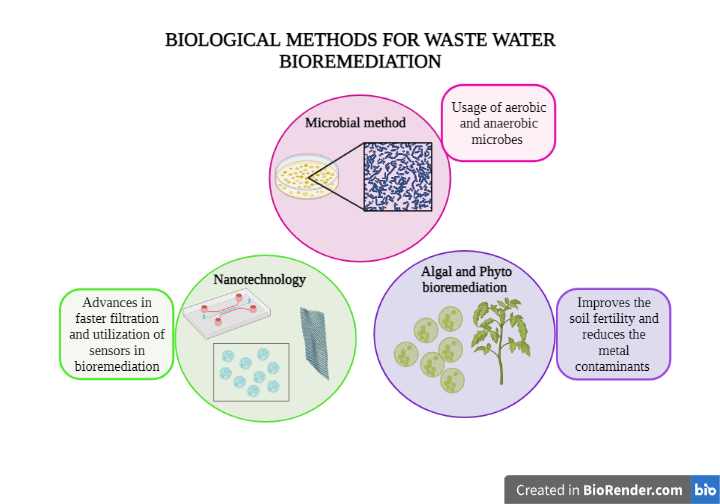 BIOLOGICAL METHODS FOR WASTE WATER
BIOREMEDIATION
Microbial method
Usage of aerobic
and anaerobic
microbes
Nanotechnology
Advances in
faster filtration
and utilization of
sensors in
bioremediation
Algal and Phyto
bioremediation
Improves the
soil fertility and
reduces the
metal
contaminants
Created in BioRender.com bio